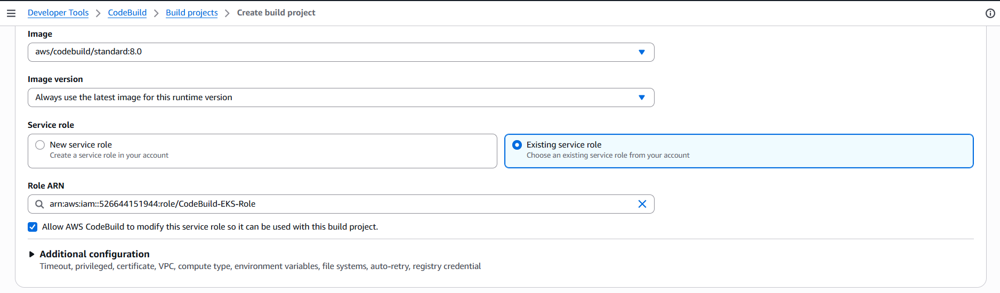 Developer Tools > CodeBuild > Build projects > Create build project
Image
aws/codebuild/standard:8.0
Image version
Always use the latest image for this runtime version
Service role
New service role
Create a service role in your account
Existing service role
Choose an existing service role from your account
Role ARN
arn:aws:iam::526644151944:role/CodeBuild-EKS-Role
Allow AWS CodeBuild to modify this service role so it can be used with this build project.
Additional configuration
Timeout, privileged, certificate, VPC, compute type, environment variables, file systems, auto-retry, registry credential